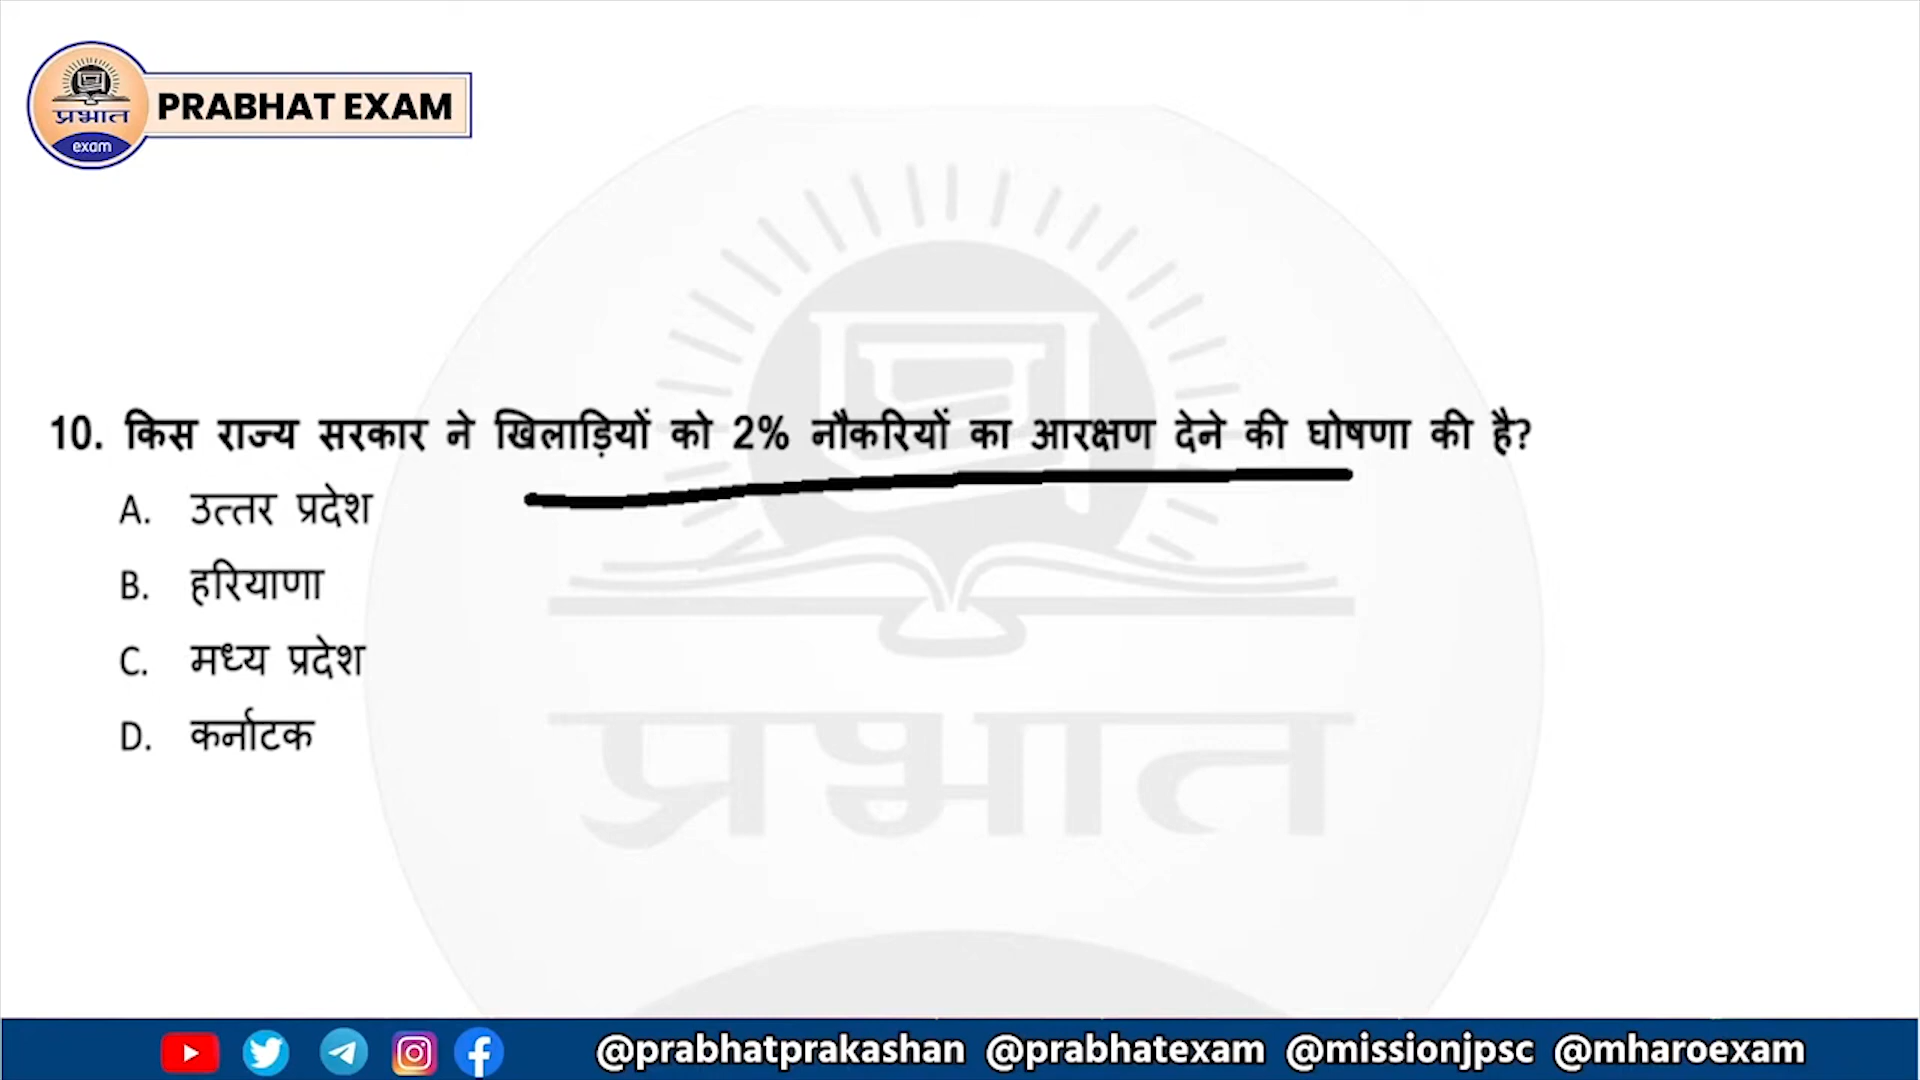 प्रभात
exam
PRABHAT EXAM
10. किस राज्य सरकार ने खिलाड़ियों को 2% नौकरियों का आरक्षण देने की घोषणा की है?
A. उत्तर प्रदेश
B. हरियाणा
C. मध्य प्रदेश
D. कर्नाटक
प्रभात
@prabhatprakashan @prabhatexam @missionjpsc @mharoexam